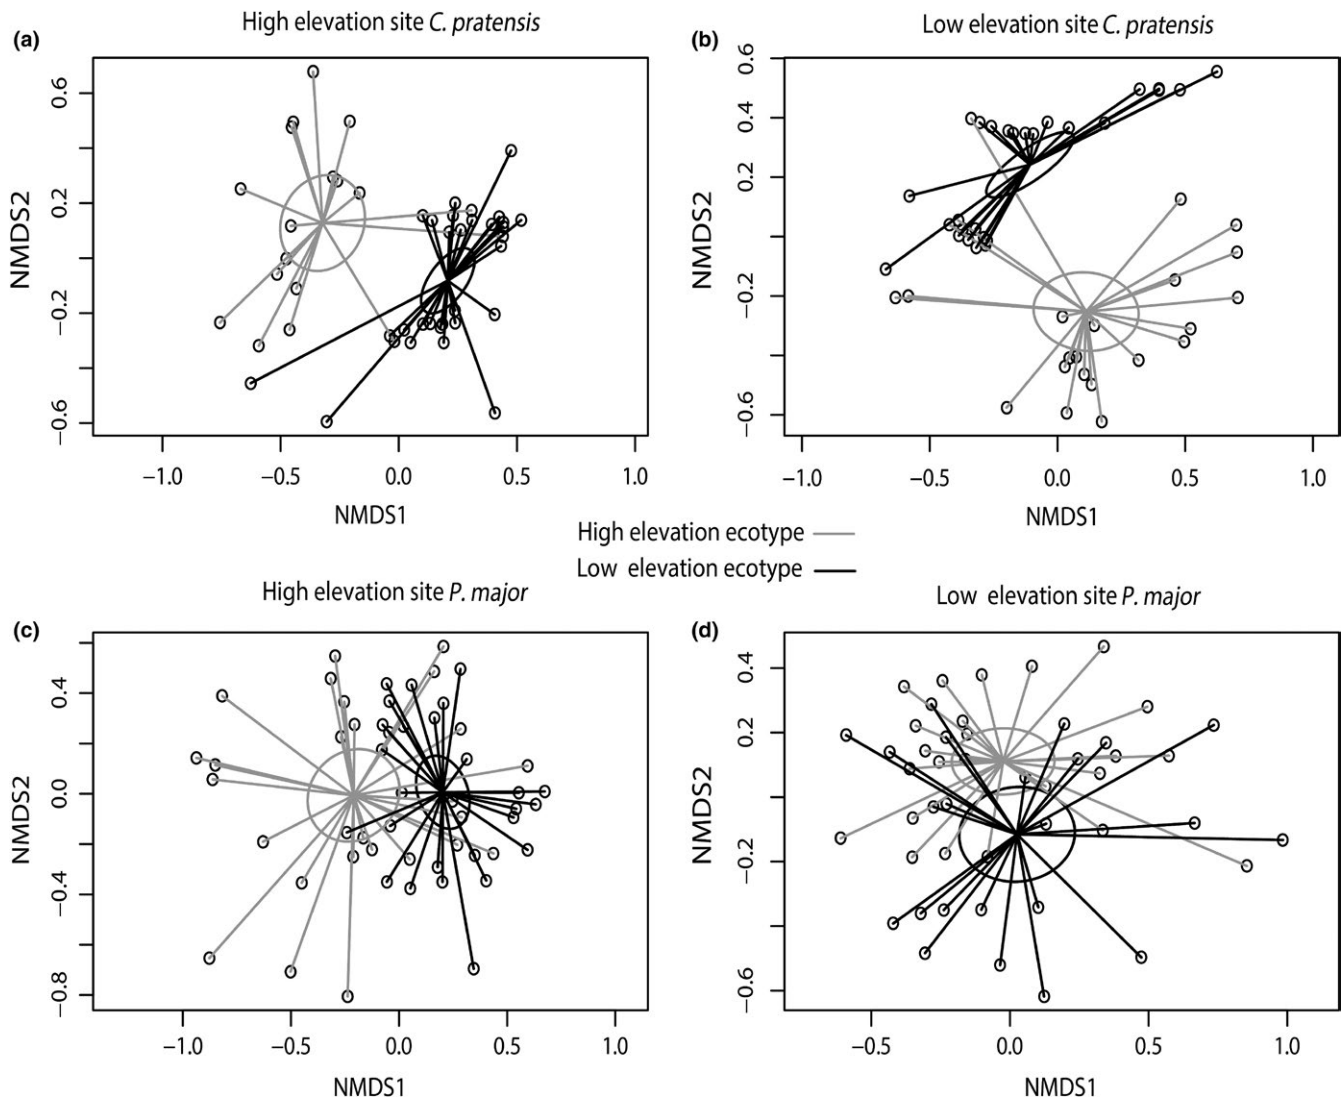 High elevation site C. pratensis
Low elevation site C. pratensis
(a)
(b)
0.6
0.2
−0.2
−0.6
NMDS2
−1.0 −0.5 0.0 0.5 1.0
NMDS1
0.6
0.4
0.2
−0.2
−0.6
NMDS2
−1.0 −0.5 0.0 0.5 1.0
NMDS1
High elevation ecotype
Low elevation ecotype
High elevation site P. major
Low elevation site P. major
(c)
(d)
0.4
0.0
−0.4
−0.8
NMDS2
−1.0 −0.5 0.0 0.5 1.0
NMDS1
0.4
0.2
−0.2
−0.6
NMDS2
−0.5 0.0 0.5 1.0
NMDS1